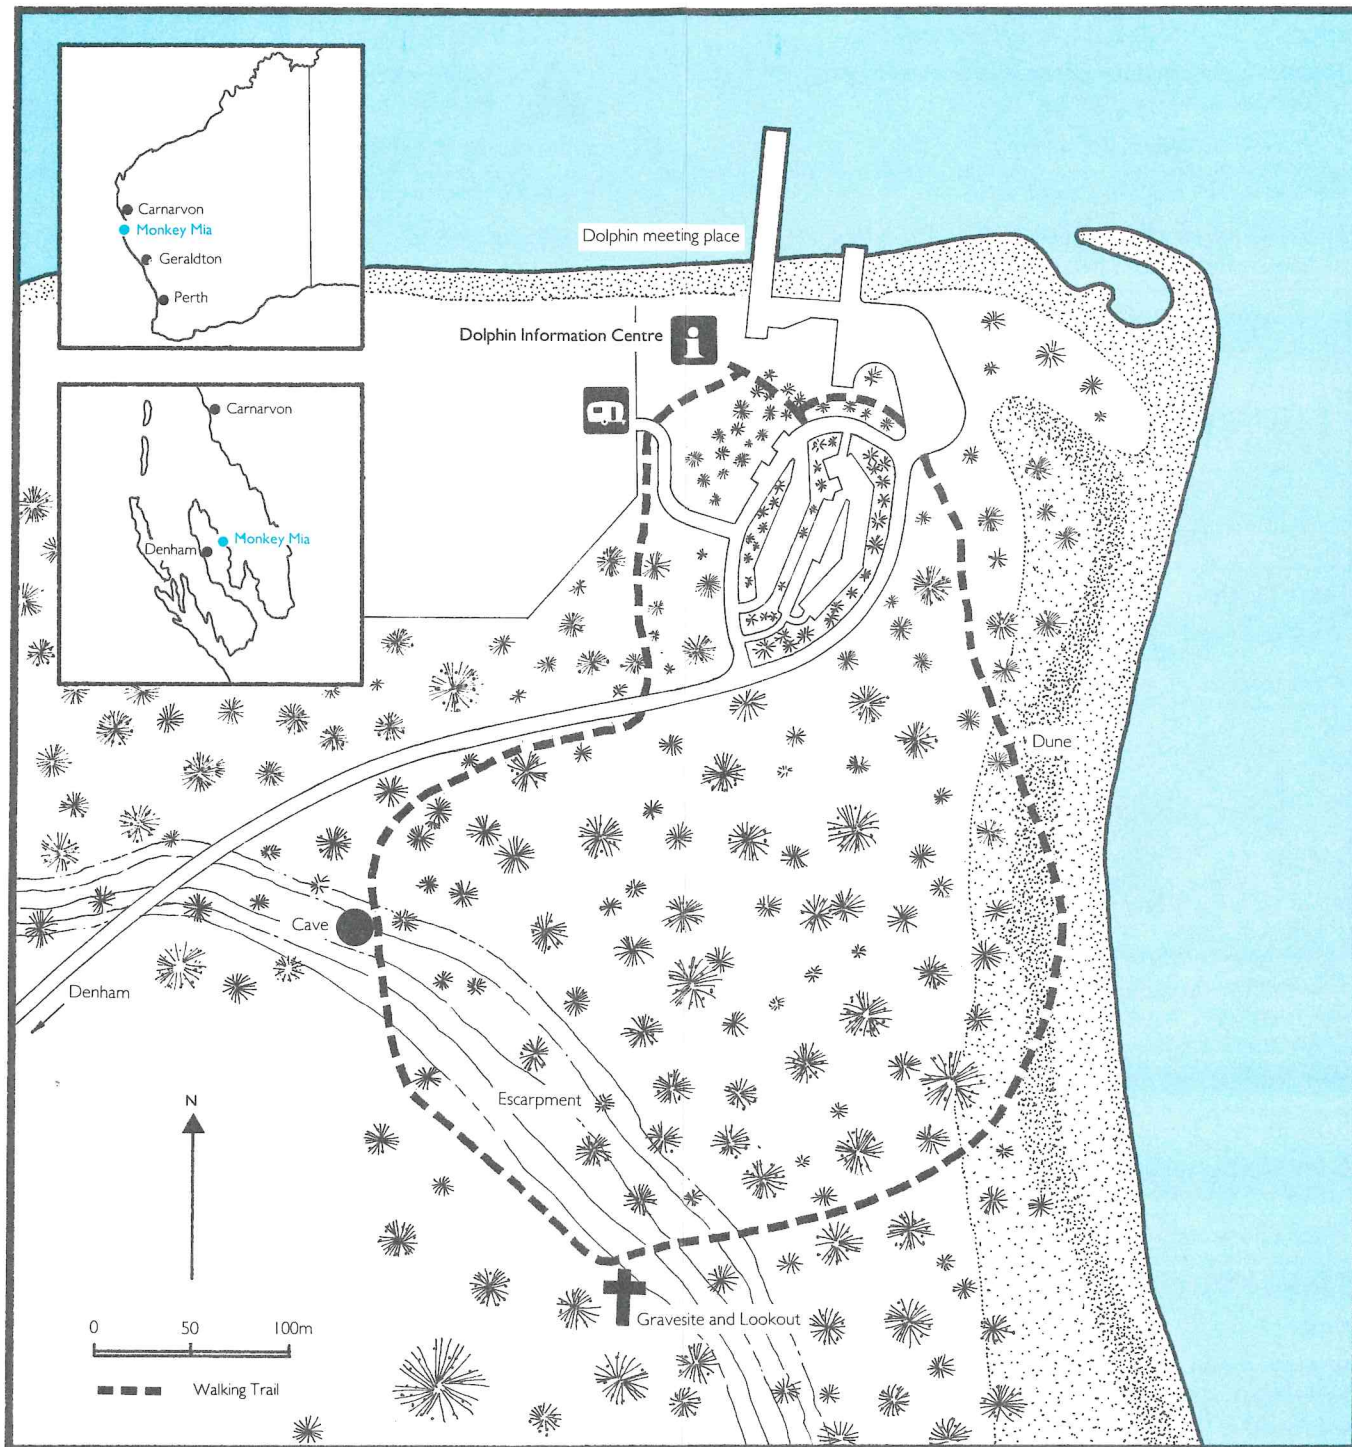 Carnarvon
Monkey Mia
Geraldton
Perth
Carnarvon
Monkey Mia
Denham
Dolphin meeting place
Dolphin Information Centre
i
Dune
Cave
Denham
Escarpment
N
Gravesite and Lookout
0 50 100m
Walking Trail